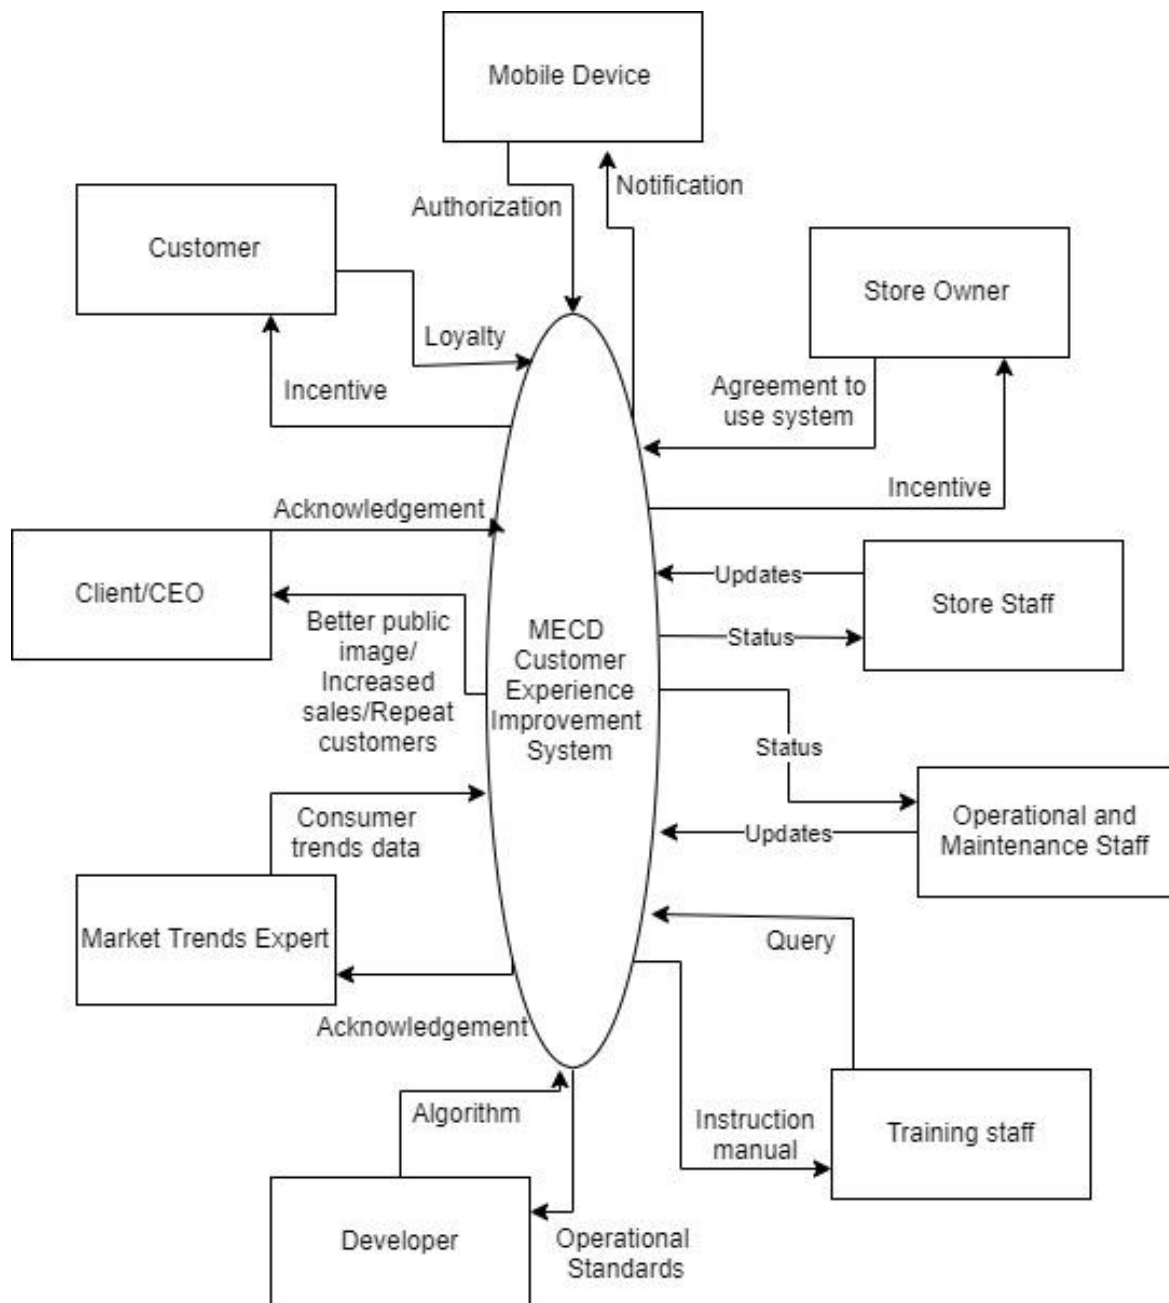 Mobile Device
Notification
Authorization
Customer
Store Owner
Loyalty
Incentive
Agreement to
use system
Incentive
Acknowledgement
Client/CEO
Better public
image/
Increased
sales/Repeat
customers
Updates
Store Staff
Status
MECD
Customer
Experience
Improvement
System
Status
Operational and
Maintenance Staff
Updates
Consumer
trends data
Market Trends Expert
Query
Acknowledgement
Algorithm
Instruction
manual
Training staff
Developer
Operational
Standards